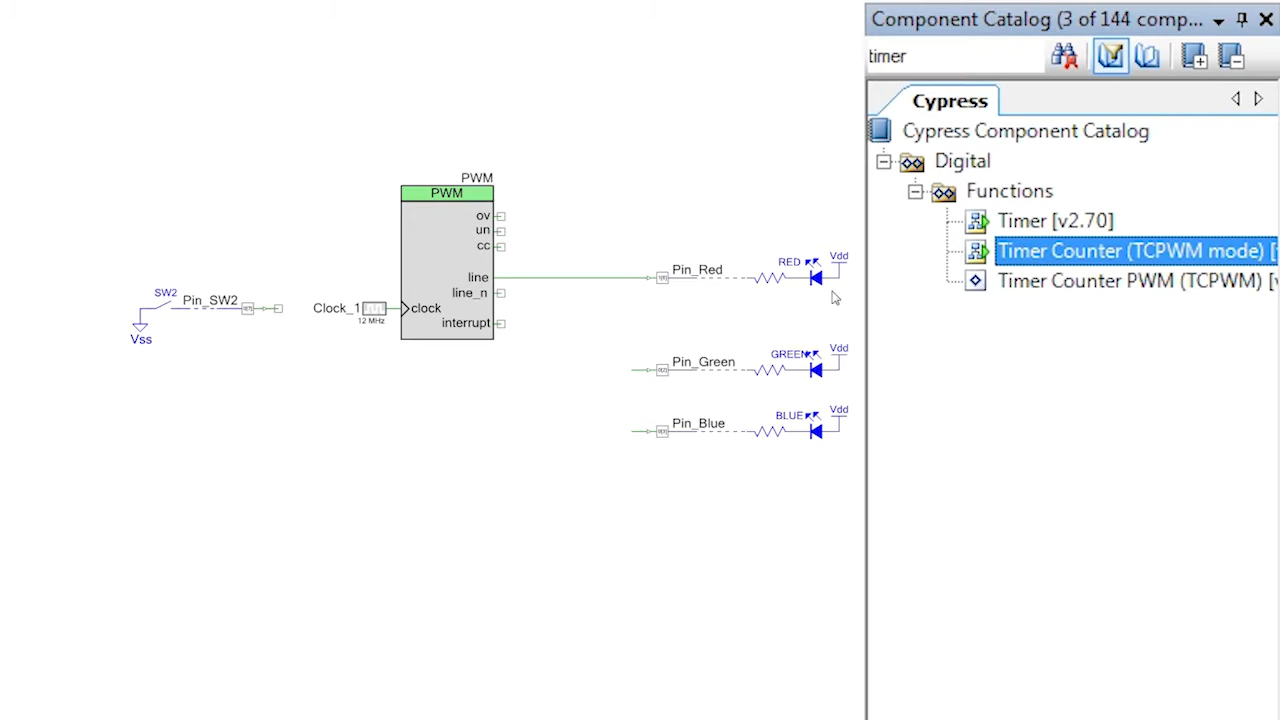 Component Catalog (3 of 144 comp...
timer
Cypress
Cypress Component Catalog
Digital
Functions
Timer [v2.70]
Timer Counter (TCPWM mode) [
Timer Counter PWM (TCPWM) [
PWM
PWM
ov
un
cc
line
line_n
clock
interrupt
Clock_1
12 MHz
SW2
Pin_SW2
Vss
Pin_Red
RED
Vdd
Pin_Green
GREEN
Vdd
Pin_Blue
BLUE
Vdd